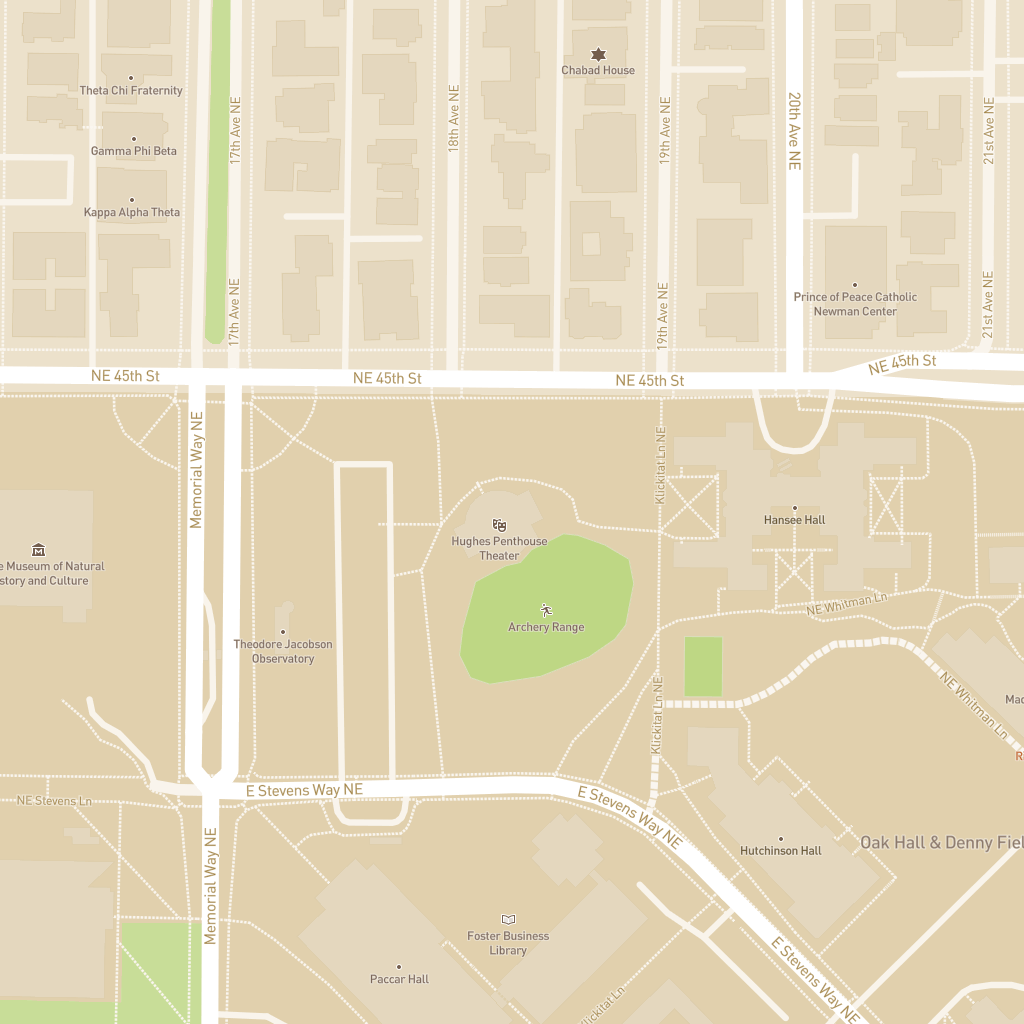 Chabad House
Theta Chi Fraternity
17th Ave NE
18th Ave NE
19th Ave NE
20th Ave NE
21st Ave NE
Gamma Phi Beta
Kappa Alpha Theta
17th Ave NE
19th Ave NE
21st Ave NE
Prince of Peace Catholic
Newman Center
NE 45th St
NE 45th St
NE 45th St
NE 45th St
Memorial Way NE
Klickitat Ln NE
Hansee Hall
Hughes Penthouse
Theater
e Museum of Natural
story and Culture
NE Whitman Ln
Archery Range
Theodore Jacobson
Observatory
Klickitat Ln NE
NE Whitman Ln
Mac
R
E Stevens Way NE
E Stevens Way NE
NE Stevens Ln
Memorial Way NE
Hutchinson Hall
Oak Hall & Denny Fiel
Foster Business
Library
E Stevens Way NE
Paccar Hall
Klickitat Ln